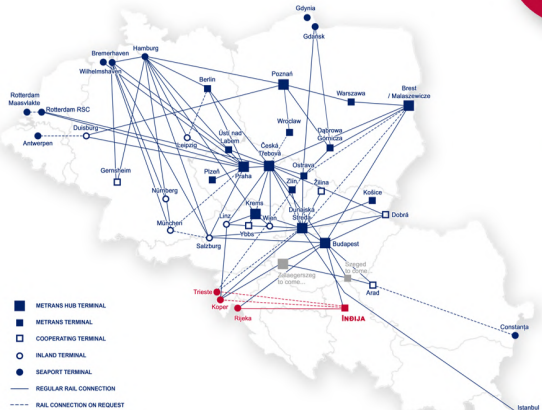 Gdynia
Gdańsk
Bremerhaven
Hamburg
Wilhelmshaven
Berlin
Poznań
Brest
/ Malaszewicze
Warszawa
Rotterdam
Maasvlakte
Rotterdam RSC
Duisburg
Antwerpen
Leipzig
Wrocław
Dąbrowa
Górnicza
Ústí nad
Labem
Česká
Třebová
Gernsheim
Plzeň
Praha
Ostrava
Zlín
Žilina
Košice
Nürnberg
Krems
Dunajská
Streda
Dobrá
München
Linz
Wien
Ybbs
Salzburg
Budapest
Zalaegerszeg
to come...
Szeged
to come...
Arad
Trieste
Koper
Rijeka
INĐIJA
Constanța
Istanbul
METRANS HUB TERMINAL
METRANS TERMINAL
COOPERATING TERMINAL
INLAND TERMINAL
SEAPORT TERMINAL
REGULAR RAIL CONNECTION
RAIL CONNECTION ON REQUEST